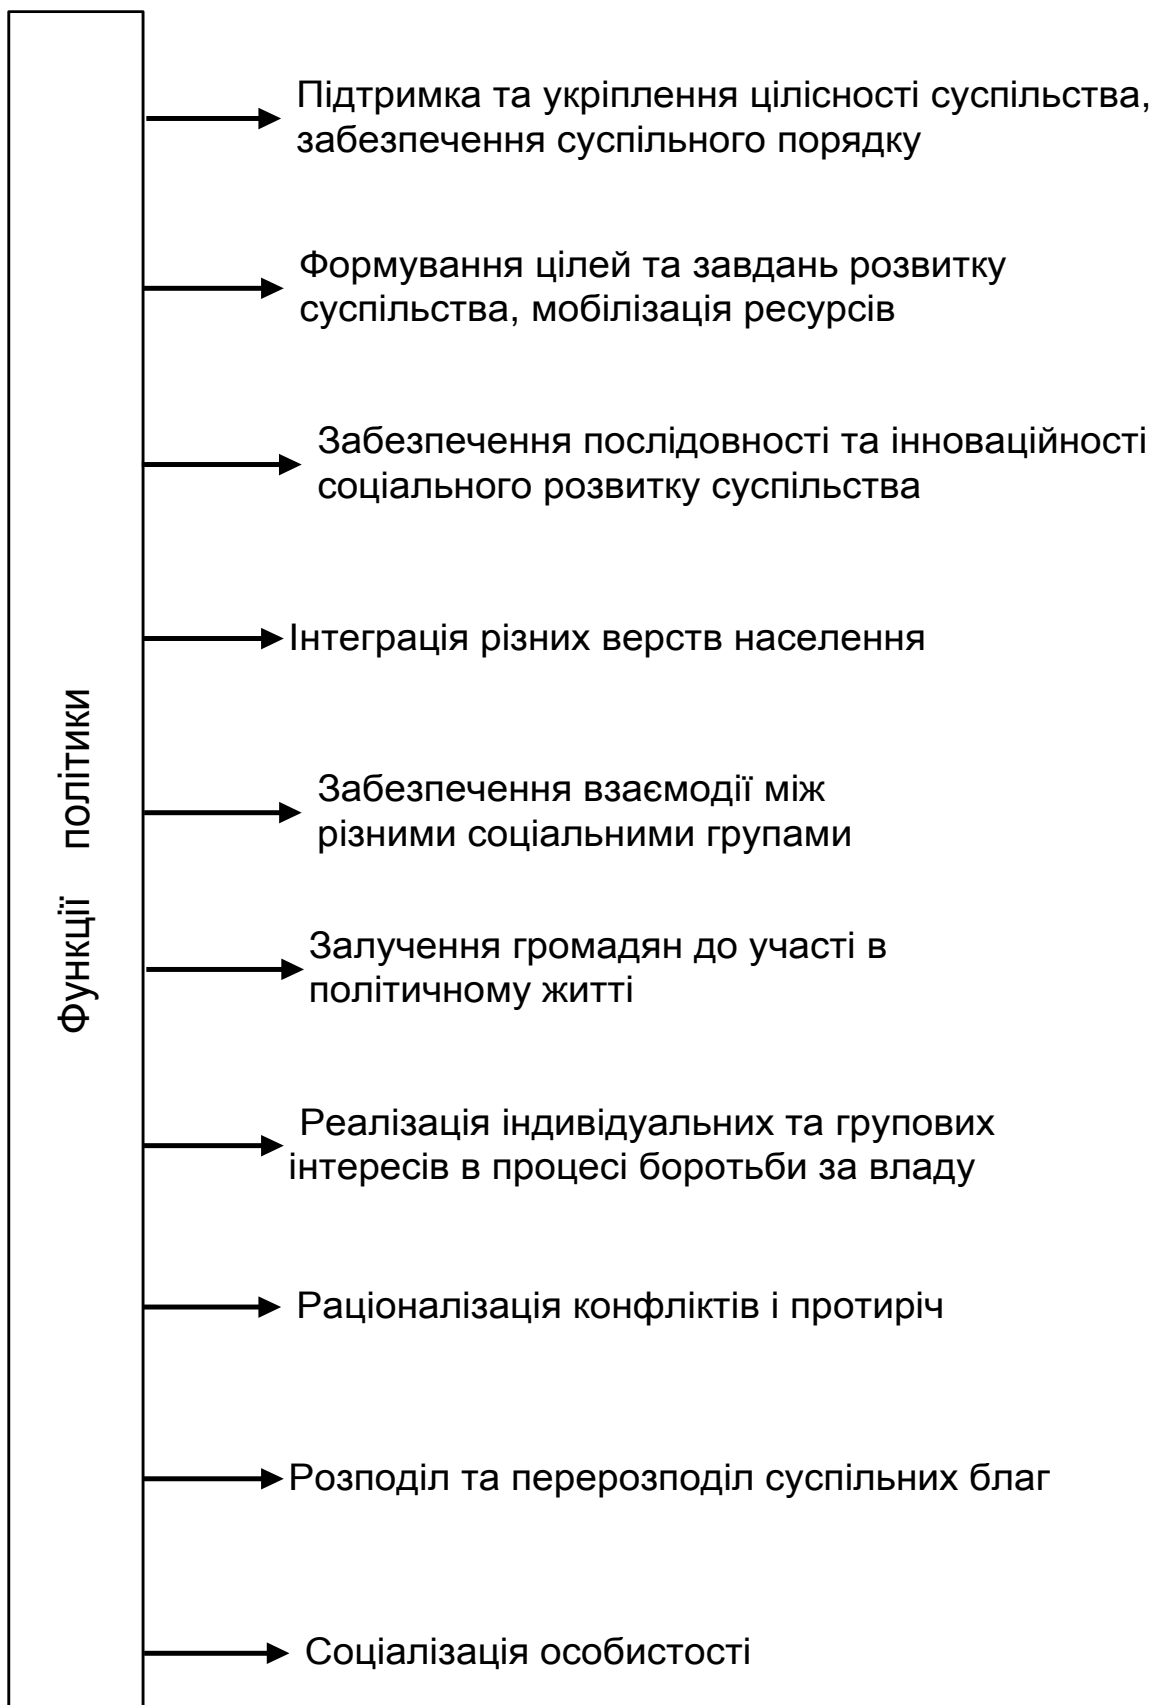 Функції політики
Підтримка та укріплення цілісності суспільства,
забезпечення суспільного порядку
Формування цілей та завдань розвитку
суспільства, мобілізація ресурсів
Забезпечення послідовності та інноваційності
соціального розвитку суспільства
Інтеграція різних верств населення
Забезпечення взаємодії між
різними соціальними групами
Залучення громадян до участі в
політичному житті
Реалізація індивідуальних та групових
інтересів в процесі боротьби за владу
Раціоналізація конфліктів і протиріч
Розподіл та перерозподіл суспільних благ
Соціалізація особистості